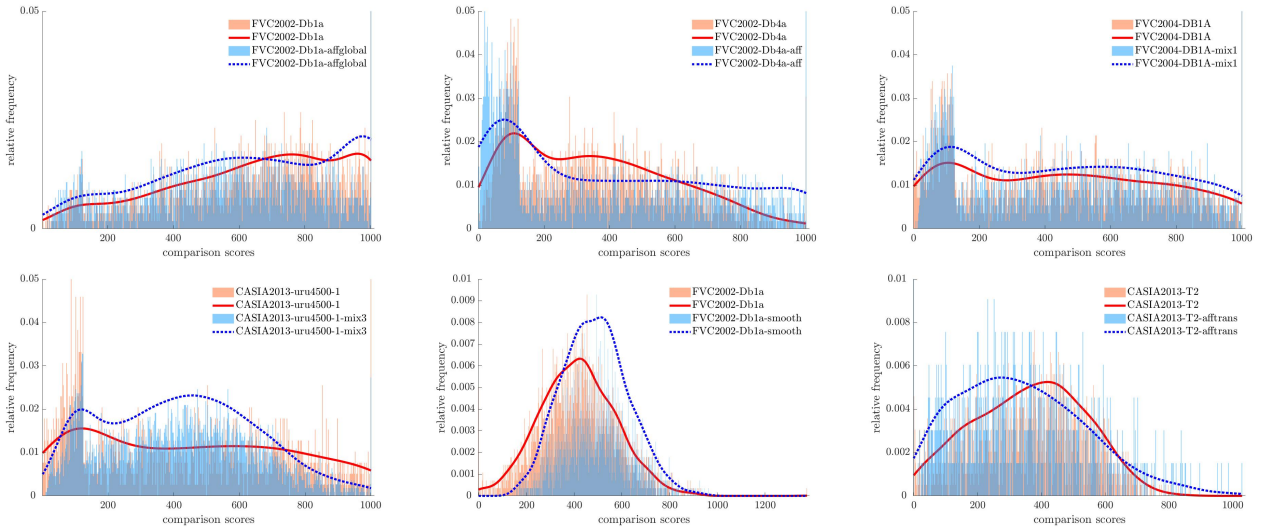 0.05
0
relative frequency
200
400
600
800
1000
comparison scores
FVC2002-Db1a
FVC2002-Db1a
FVC2002-Db1a-affglobal
FVC2002-Db1a-affglobal
0.05
0.04
0.03
0.02
0.01
0
relative frequency
0
200
400
600
800
1000
comparison scores
FVC2002-Db4a
FVC2002-Db4a
FVC2002-Db4a-aff
FVC2002-Db4a-aff
0.05
0.04
0.03
0.02
0.01
0
relative frequency
0
200
400
600
800
1000
comparison scores
FVC2004-DB1A
FVC2004-DB1A
FVC2004-DB1A-mix1
FVC2004-DB1A-mix1
0.05
0.04
0.03
0.02
0.01
0
relative frequency
200
400
600
800
1000
comparison scores
CASIA2013-uru4500-1
CASIA2013-uru4500-1
CASIA2013-uru4500-1-mix3
CASIA2013-uru4500-1-mix3
0.01
0.009
0.008
0.007
0.006
0.005
0.004
0.003
0.002
0.001
0
relative frequency
0
200
400
600
800
1000
1200
comparison scores
FVC2002-Db1a
FVC2002-Db1a
FVC2002-Db1a-smooth
FVC2002-Db1a-smooth
0.01
0.008
0.006
0.004
0.002
0
relative frequency
0
200
400
600
800
1000
comparison scores
CASIA2013-T2
CASIA2013-T2
CASIA2013-T2-afftrans
CASIA2013-T2-afftrans